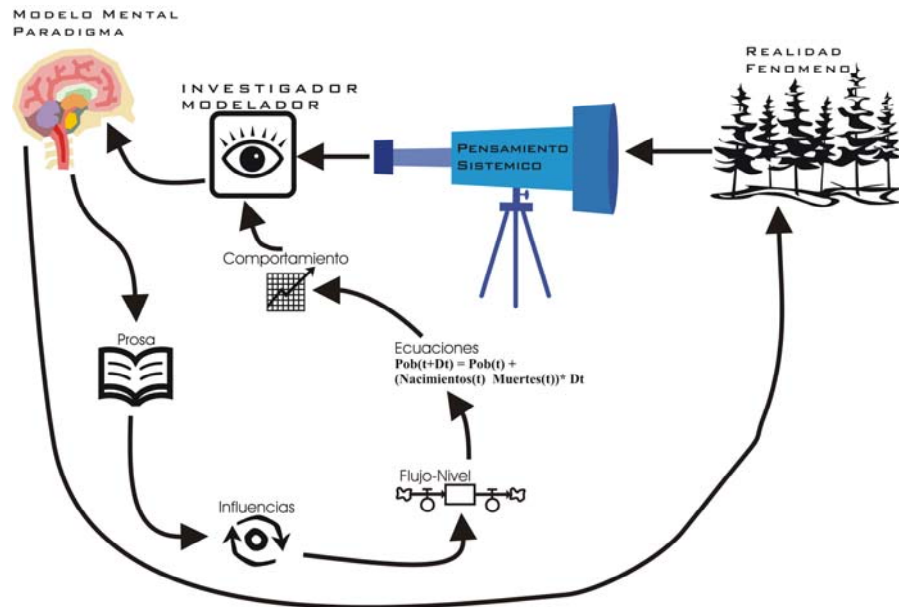 MODELO MENTAL
PARADIGMA
REALIDAD
FENOMENO
INVESTIGADOR
MODELADOR
PENSAMIENTO
SISTEMICO
Comportamiento
Prosa
Ecuaciones
Pob(t+Dt) = Pob(t) +
(Nacimientos(t) Muertes(t))* Dt
Flujo-Nivel
Influencias